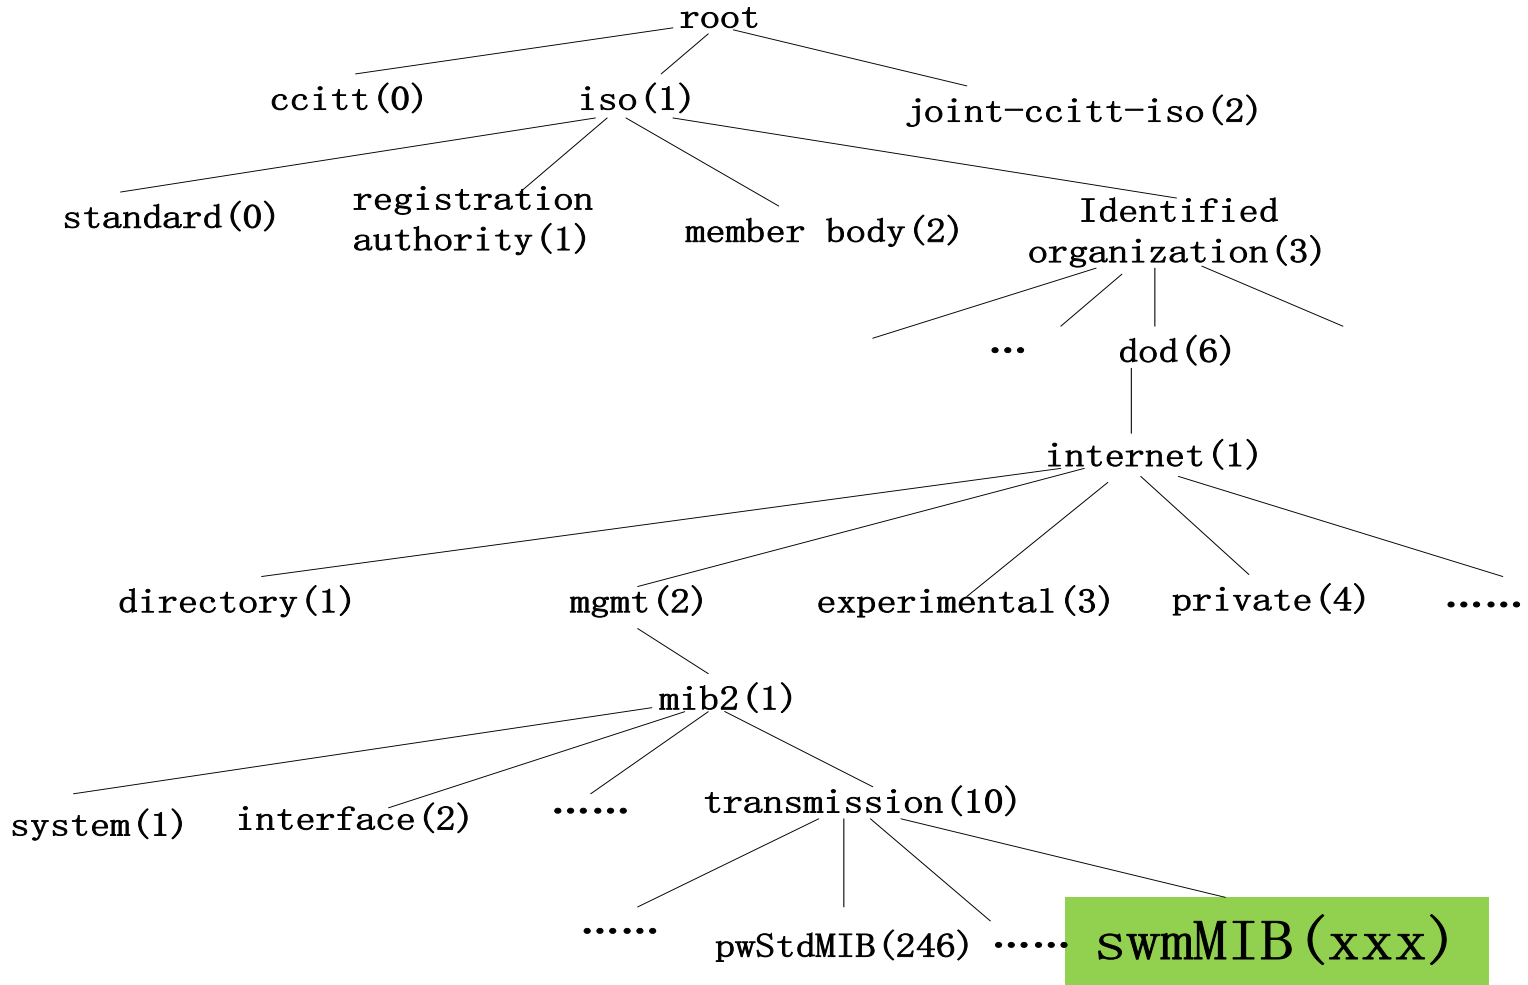 root
ccitt(0)
iso(1)
joint-ccitt-iso(2)
standard(0)
registration
authority(1)
member body(2)
Identified
organization(3)
…
dod(6)
internet(1)
directory(1)
mgmt(2)
experimental(3)
private(4)
……
mib2(1)
system(1)
interface(2)
……
transmission(10)
……
pwStdMIB(246)
……
swmMIB(xxx)